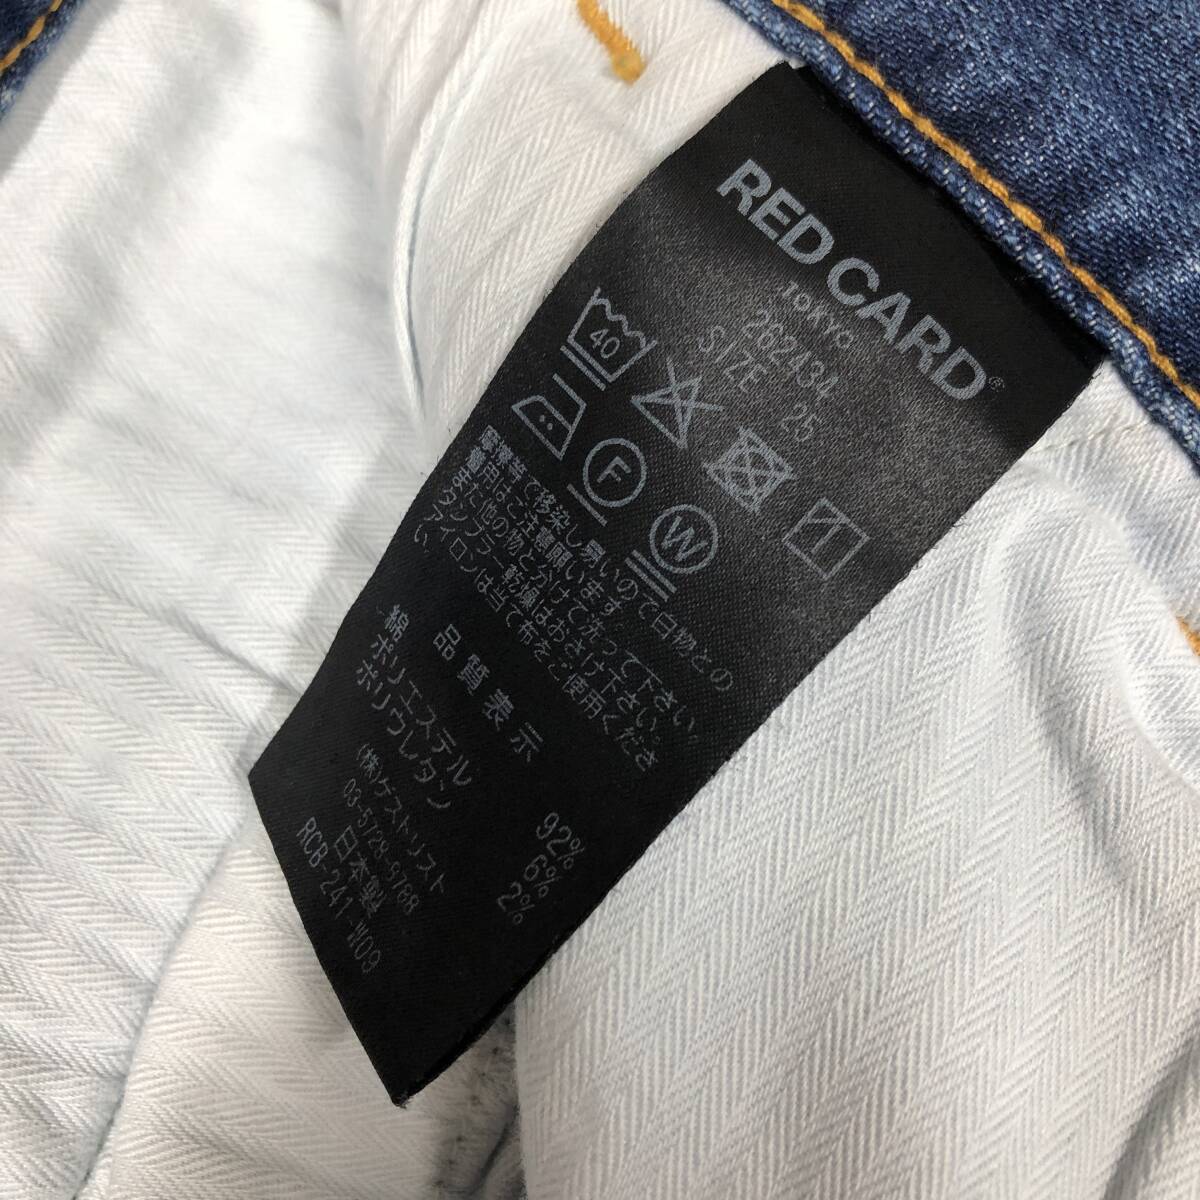 RED CARD®
TOKYO
262434
SIZE 25
40
F
W
摩擦等で移染し易いので白物との
着用はご注意願います。
また他の物と分けて洗って下さい。
タンブラー乾燥はおさけ下さい。
アイロンは当て布をご使用くださ
い。
品質表示
綿 92%
ポリエステル 6%
ポリウレタン 2%
(株)ゲストリスト
03-5728-9788
日本製
RCB-241-W09